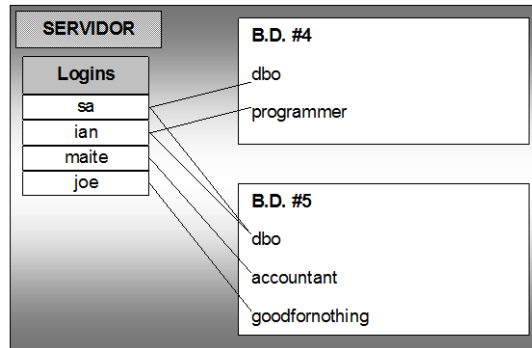 SERVIDOR
Logins
sa
ian
maite
joe
B.D. #4
dbo
programmer
B.D. #5
dbo
accountant
goodfornothing